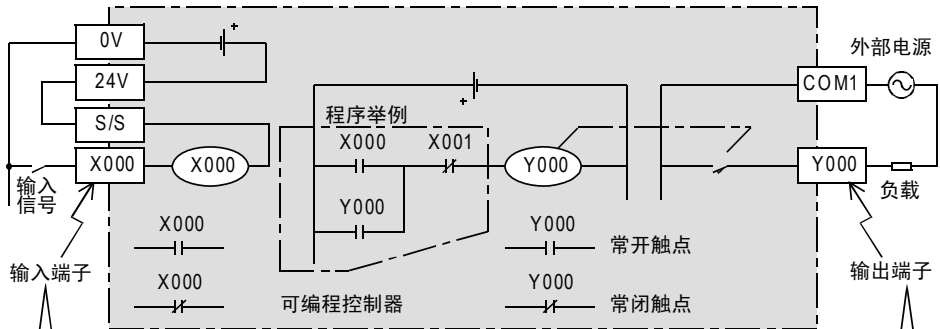 0V
外部电源
24V
COM1
S/S
程序举例
X000
X001
X000
X000
Y000
Y000
输入
信号
负载
Y000
X000
Y000
常开触点
输入端子
输出端子
X000
Y000
可编程控制器
常闭触点